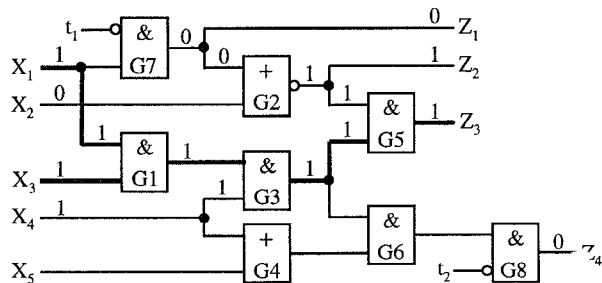 t1 & 0 0 Z1
X1 1 G7 0 + 1 1 Z2
X2 0 G2 1 & 1 Z3
1 & 1 & 1 G5
X3 1 G1 1 G3 1
X4 1 & & 0 Z4
+ G6 t2 G8
X5 G4